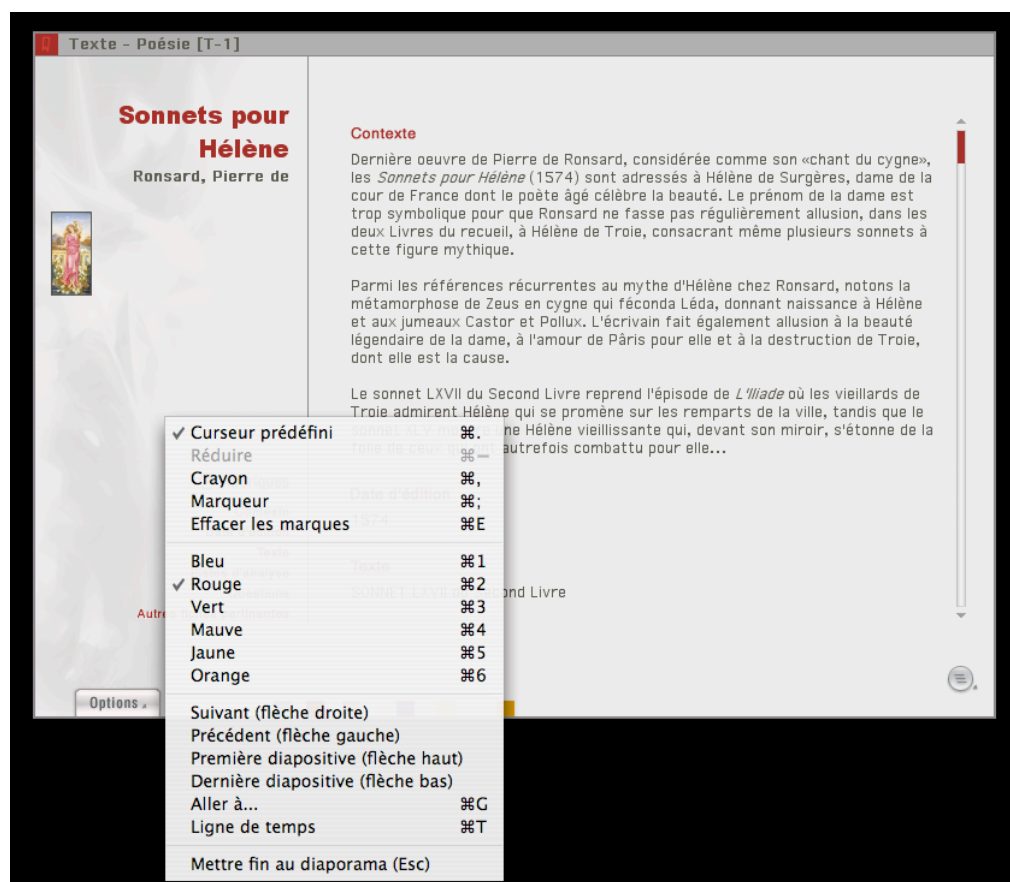 Texte - Poésie [T-1]
Sonnets pour
Hélène
Ronsard, Pierre de
Contexte
Dernière oeuvre de Pierre de Ronsard, considérée comme son «chant du cygne»,
les Sonnets pour Hélène (1574) sont adressés à Hélène de Surgères, dame de la
cour de France dont le poète âgé célèbre la beauté. Le prénom de la dame est
trop symbolique pour que Ronsard ne fasse pas régulièrement allusion, dans les
deux Livres du recueil, à Hélène de Troie, consacrant même plusieurs sonnets à
cette figure mythique.
Parmi les références récurrentes au mythe d'Hélène chez Ronsard, notons la
métamorphose de Zeus en cygne qui féconda Léda, donnant naissance à Hélène
et aux jumeaux Castor et Pollux. L'écrivain fait également allusion à la beauté
légendaire de la dame, à l'amour de Pâris pour elle et à la destruction de Troie,
dont elle est la cause.
Le sonnet LXVII du Second Livre reprend l'épisode de L'Iliade où les vieillards de
Troie admirent Hélène qui se promène sur les remparts de la ville, tandis que le
sonnet XLV montre une Hélène vieillissante qui, devant son miroir, s'étonne de la
folie de ceux qui ont autrefois combattu pour elle...
Date d'édition
1574
Texte
SONNET LXVII du Second Livre
Autres
Options
✓ Curseur prédéfini ⌘.
Réduire ⌘–
Crayon ⌘,
Marqueur ⌘;
Effacer les marques ⌘E
Bleu ⌘1
✓ Rouge ⌘2
Vert ⌘3
Mauve ⌘4
Jaune ⌘5
Orange ⌘6
Suivant (flèche droite)
Précédent (flèche gauche)
Première diapositive (flèche haut)
Dernière diapositive (flèche bas)
Aller à... ⌘G
Ligne de temps ⌘T
Mettre fin au diaporama (Esc)